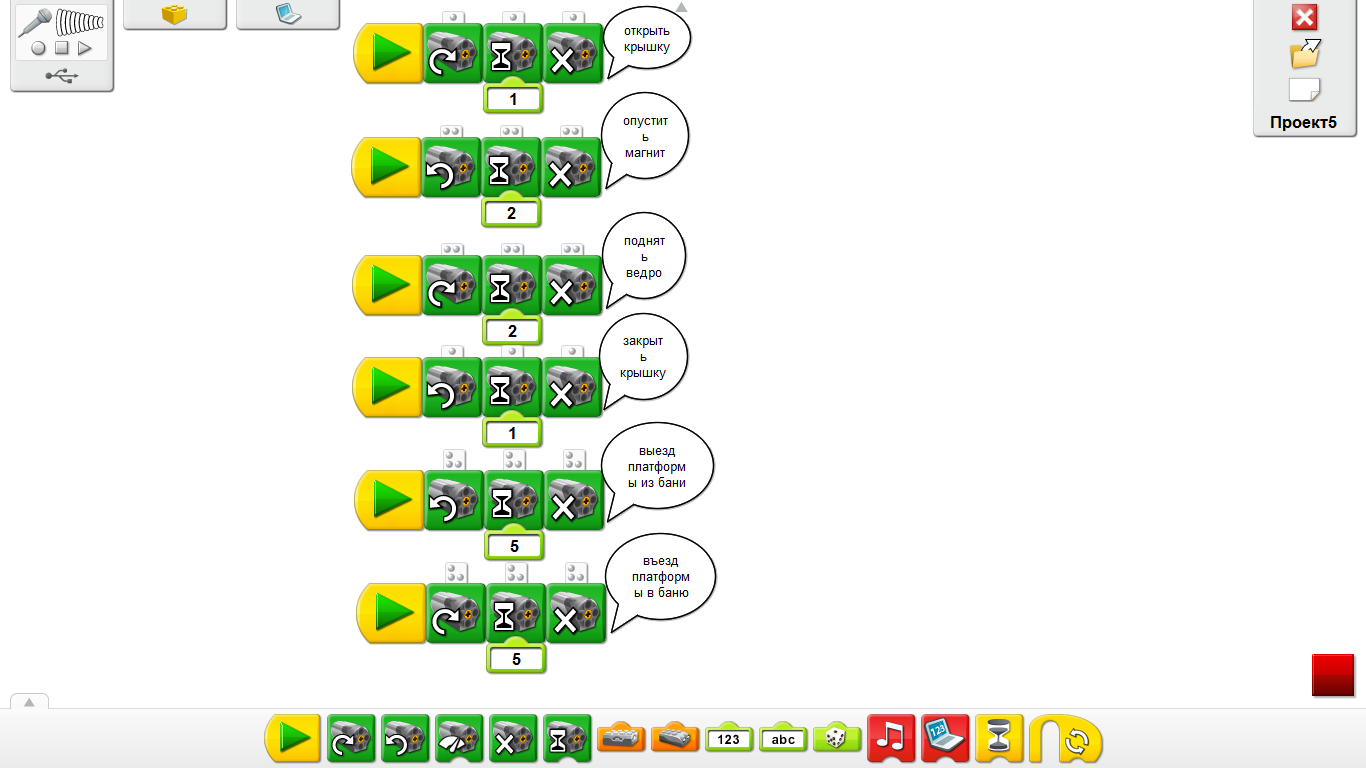 открыть
крышку
1
Проект5
опустит
ь
магнит
2
поднят
ь
ведро
2
закрыт
ь
крышку
1
выезд
платформ
ы из бани
5
въезд
платформ
ы в баню
5
123
abc
123